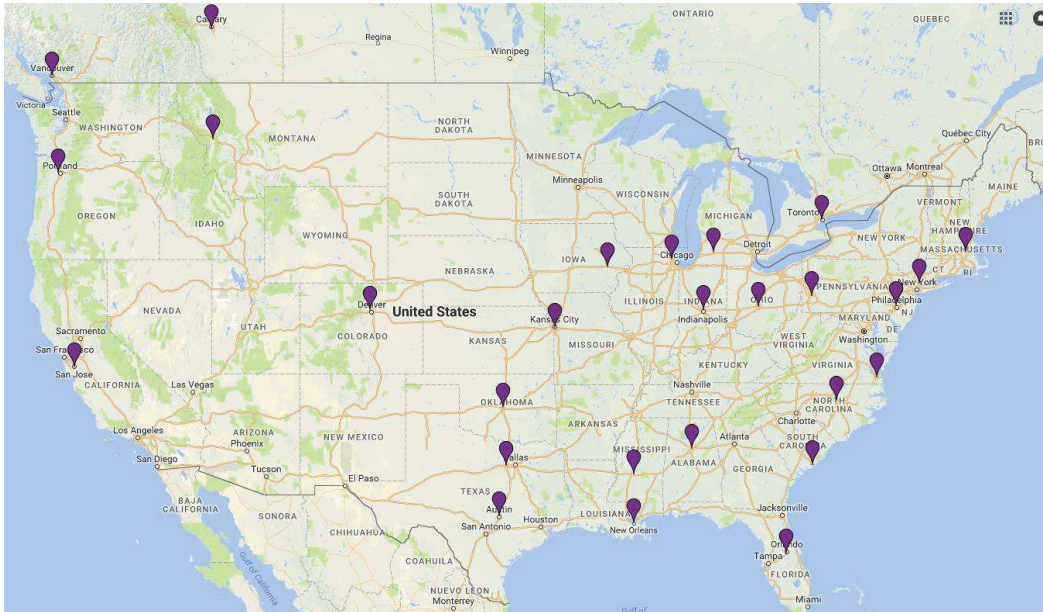 ONTARIO
QUEBEC
Calgary
Regina
Winnipeg
Vancouver
Victoria
Seattle
WASHINGTON
MONTANA
NORTH
DAKOTA
Québec City
MINNESOTA
Ottawa
Montreal
Portland
Minneapolis
WISCONSIN
MAINE
SOUTH
DAKOTA
MICHIGAN
Toronto
VERMONT
OREGON
IDAHO
NEW
HAMPSHIRE
WYOMING
Detroit
NEW YORK
MASSACHUSETTS
IOWA
Chicago
CT
RI
NEBRASKA
PENNSYLVANIA
New York
ILLINOIS
INDIANA
OHIO
Philadelphia
NEVADA
Denver
United States
Indianapolis
MARYLAND
NJ
UTAH
Kansas City
DE
Sacramento
COLORADO
KANSAS
MISSOURI
WEST
VIRGINIA
Washington
San Francisco
San Jose
KENTUCKY
VIRGINIA
CALIFORNIA
Las Vegas
Nashville
OKLAHOMA
TENNESSEE
NORTH
CAROLINA
Charlotte
ARKANSAS
Los Angeles
ARIZONA
NEW MEXICO
Atlanta
SOUTH
CAROLINA
Phoenix
MISSISSIPPI
San Diego
Dallas
ALABAMA
GEORGIA
Tucson
El Paso
TEXAS
BAJA
CALIFORNIA
Austin
LOUISIANA
Jacksonville
SONORA
San Antonio
Houston
New Orleans
CHIHUAHUA
Orlando
Tampa
COAHUILA
FLORIDA
Gulf of California
NUEVO LEON
Monterrey
Miami
Gulf of